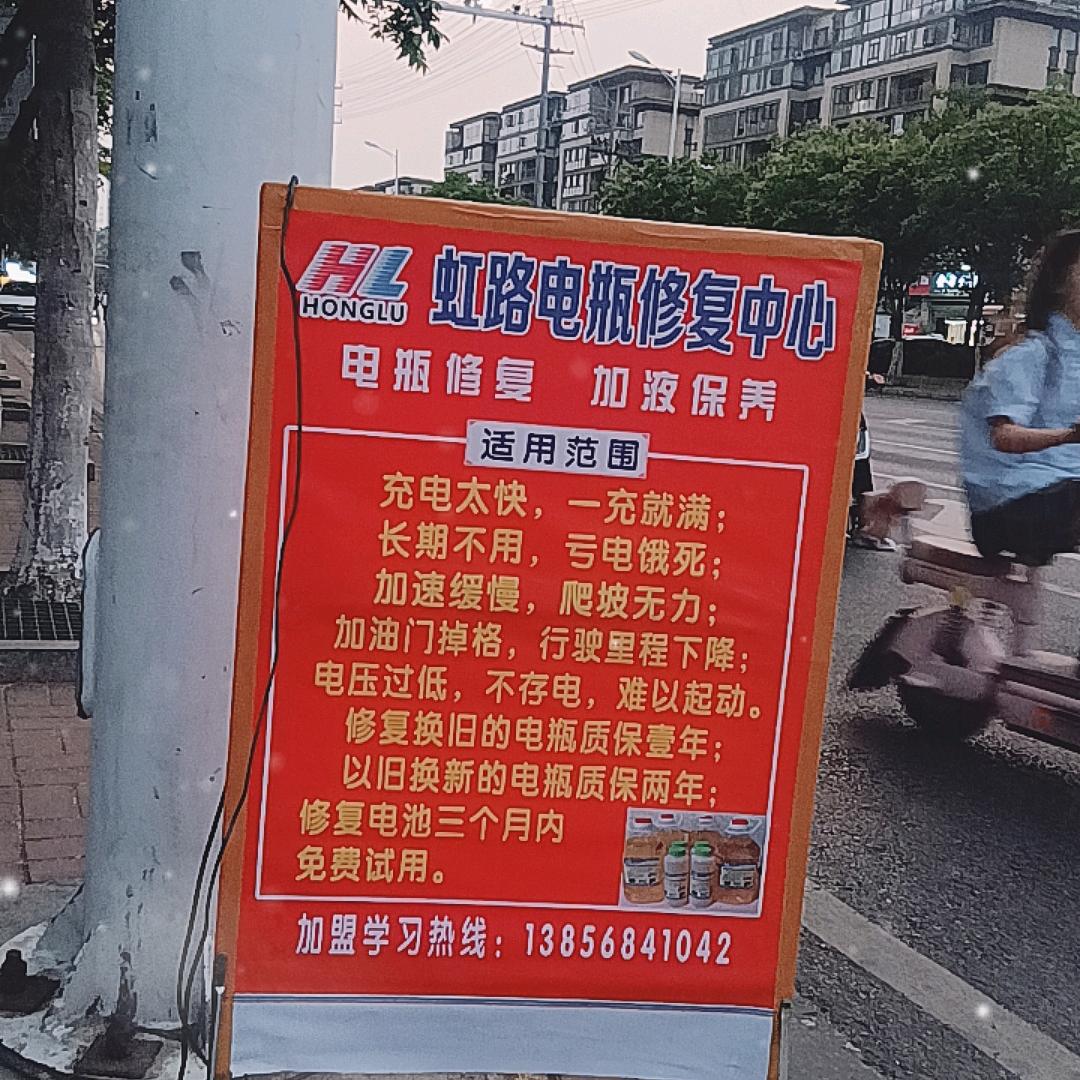 HL
HONGLU
虹路电瓶修复中心
电瓶修复 加液保养
适用范围
充电太快，一充就满；
长期不用，亏电饿死；
加速缓慢，爬坡无力；
加油门掉格，行驶里程下降；
电压过低，不存电，难以起动。
修复换旧的电瓶质保壹年；
以旧换新的电瓶质保两年；
修复电池三个月内
免费试用。
加盟学习热线：13856841042